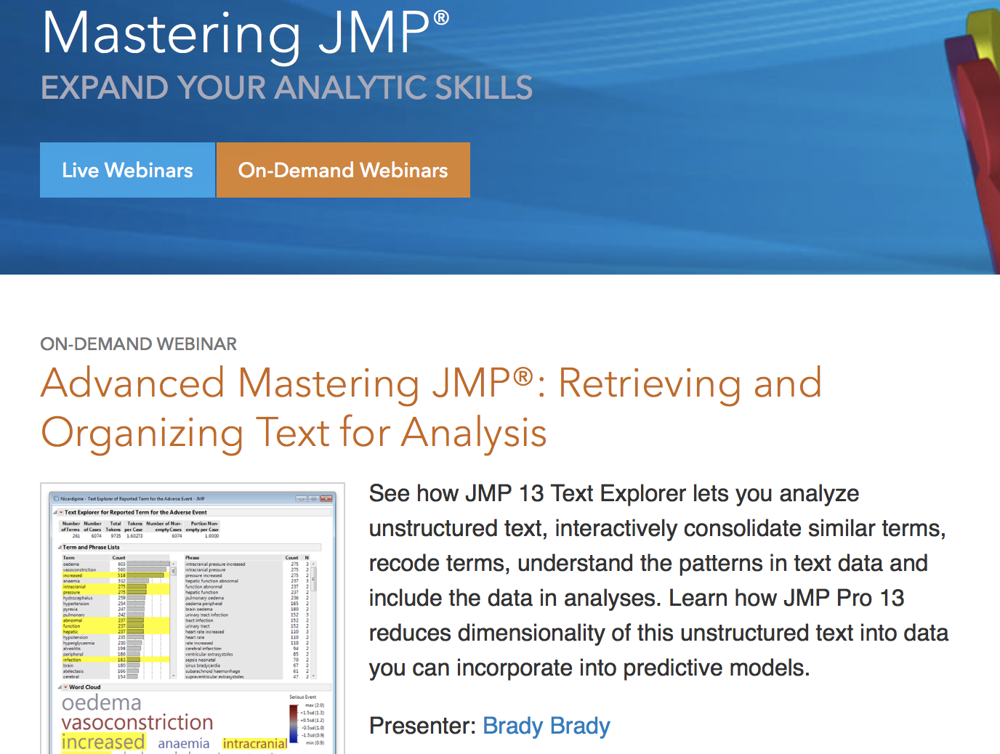 Mastering JMP®
EXPAND YOUR ANALYTIC SKILLS
Live Webinars
On-Demand Webinars
ON-DEMAND WEBINAR
Advanced Mastering JMP®: Retrieving and
Organizing Text for Analysis
See how JMP 13 Text Explorer lets you analyze
unstructured text, interactively consolidate similar terms,
recode terms, understand the patterns in text data and
include the data in analyses. Learn how JMP Pro 13
reduces dimensionality of this unstructured text into data
you can incorporate into predictive models.
Presenter: Brady Brady
Nicardipine - Text Explorer of Reported Term for the Adverse Event - JMP
Text Explorer for Reported Term for the Adverse Event
Number Number Total Tokens Number of Non- Portion Non-
of Terms of Cases Tokens per Case empty Cases empty per Case
261 6074 9735 1.60273 6074 1.0000
Term and Phrase Lists
Term Count Phrase Count N
oedema 603 intracranial pressure increased 275 3
vasoconstriction 560 intracranial pressure 275 2
increased 518 pressure increased 275 2
anaemia 312 hepatic function abnormal 237 3
intracranial 275 function abnormal 237 2
pressure 275 hepatic function 237 2
hydrocephalus 259 pulmonary oedema 236 2
hypertension 254 oedema peripheral 185 2
pyrexia 247 brain oedema 180 2
pulmonary 242 urinary tract infection 152 3
abnormal 237 tract infection 152 2
function 237 urinary tract 152 2
hepatic 237 heart rate increased 110 3
hypotension 235 heart rate 110 2
hyperglycaemia 210 rate increased 110 2
alveolitis 198 cerebral infarction 94 2
peripheral 186 ventricular extrasystoles 85 2
infection 183 sepsis neonatal 70 2
brain 180 sinus bradycardia 67 2
atelectasis 166 subarachnoid haemorrhage 61 2
cerebral 154 supraventricular extrasystoles 47 2
Word Cloud
oedema
vasoconstriction
increased anaemia intracranial
Serious Event
max (2.0)
+1.5sd (1.3)
+0.5sd (1.2)
-0.5sd (1.0)
-1.5sd (0.9)
min (0.9)